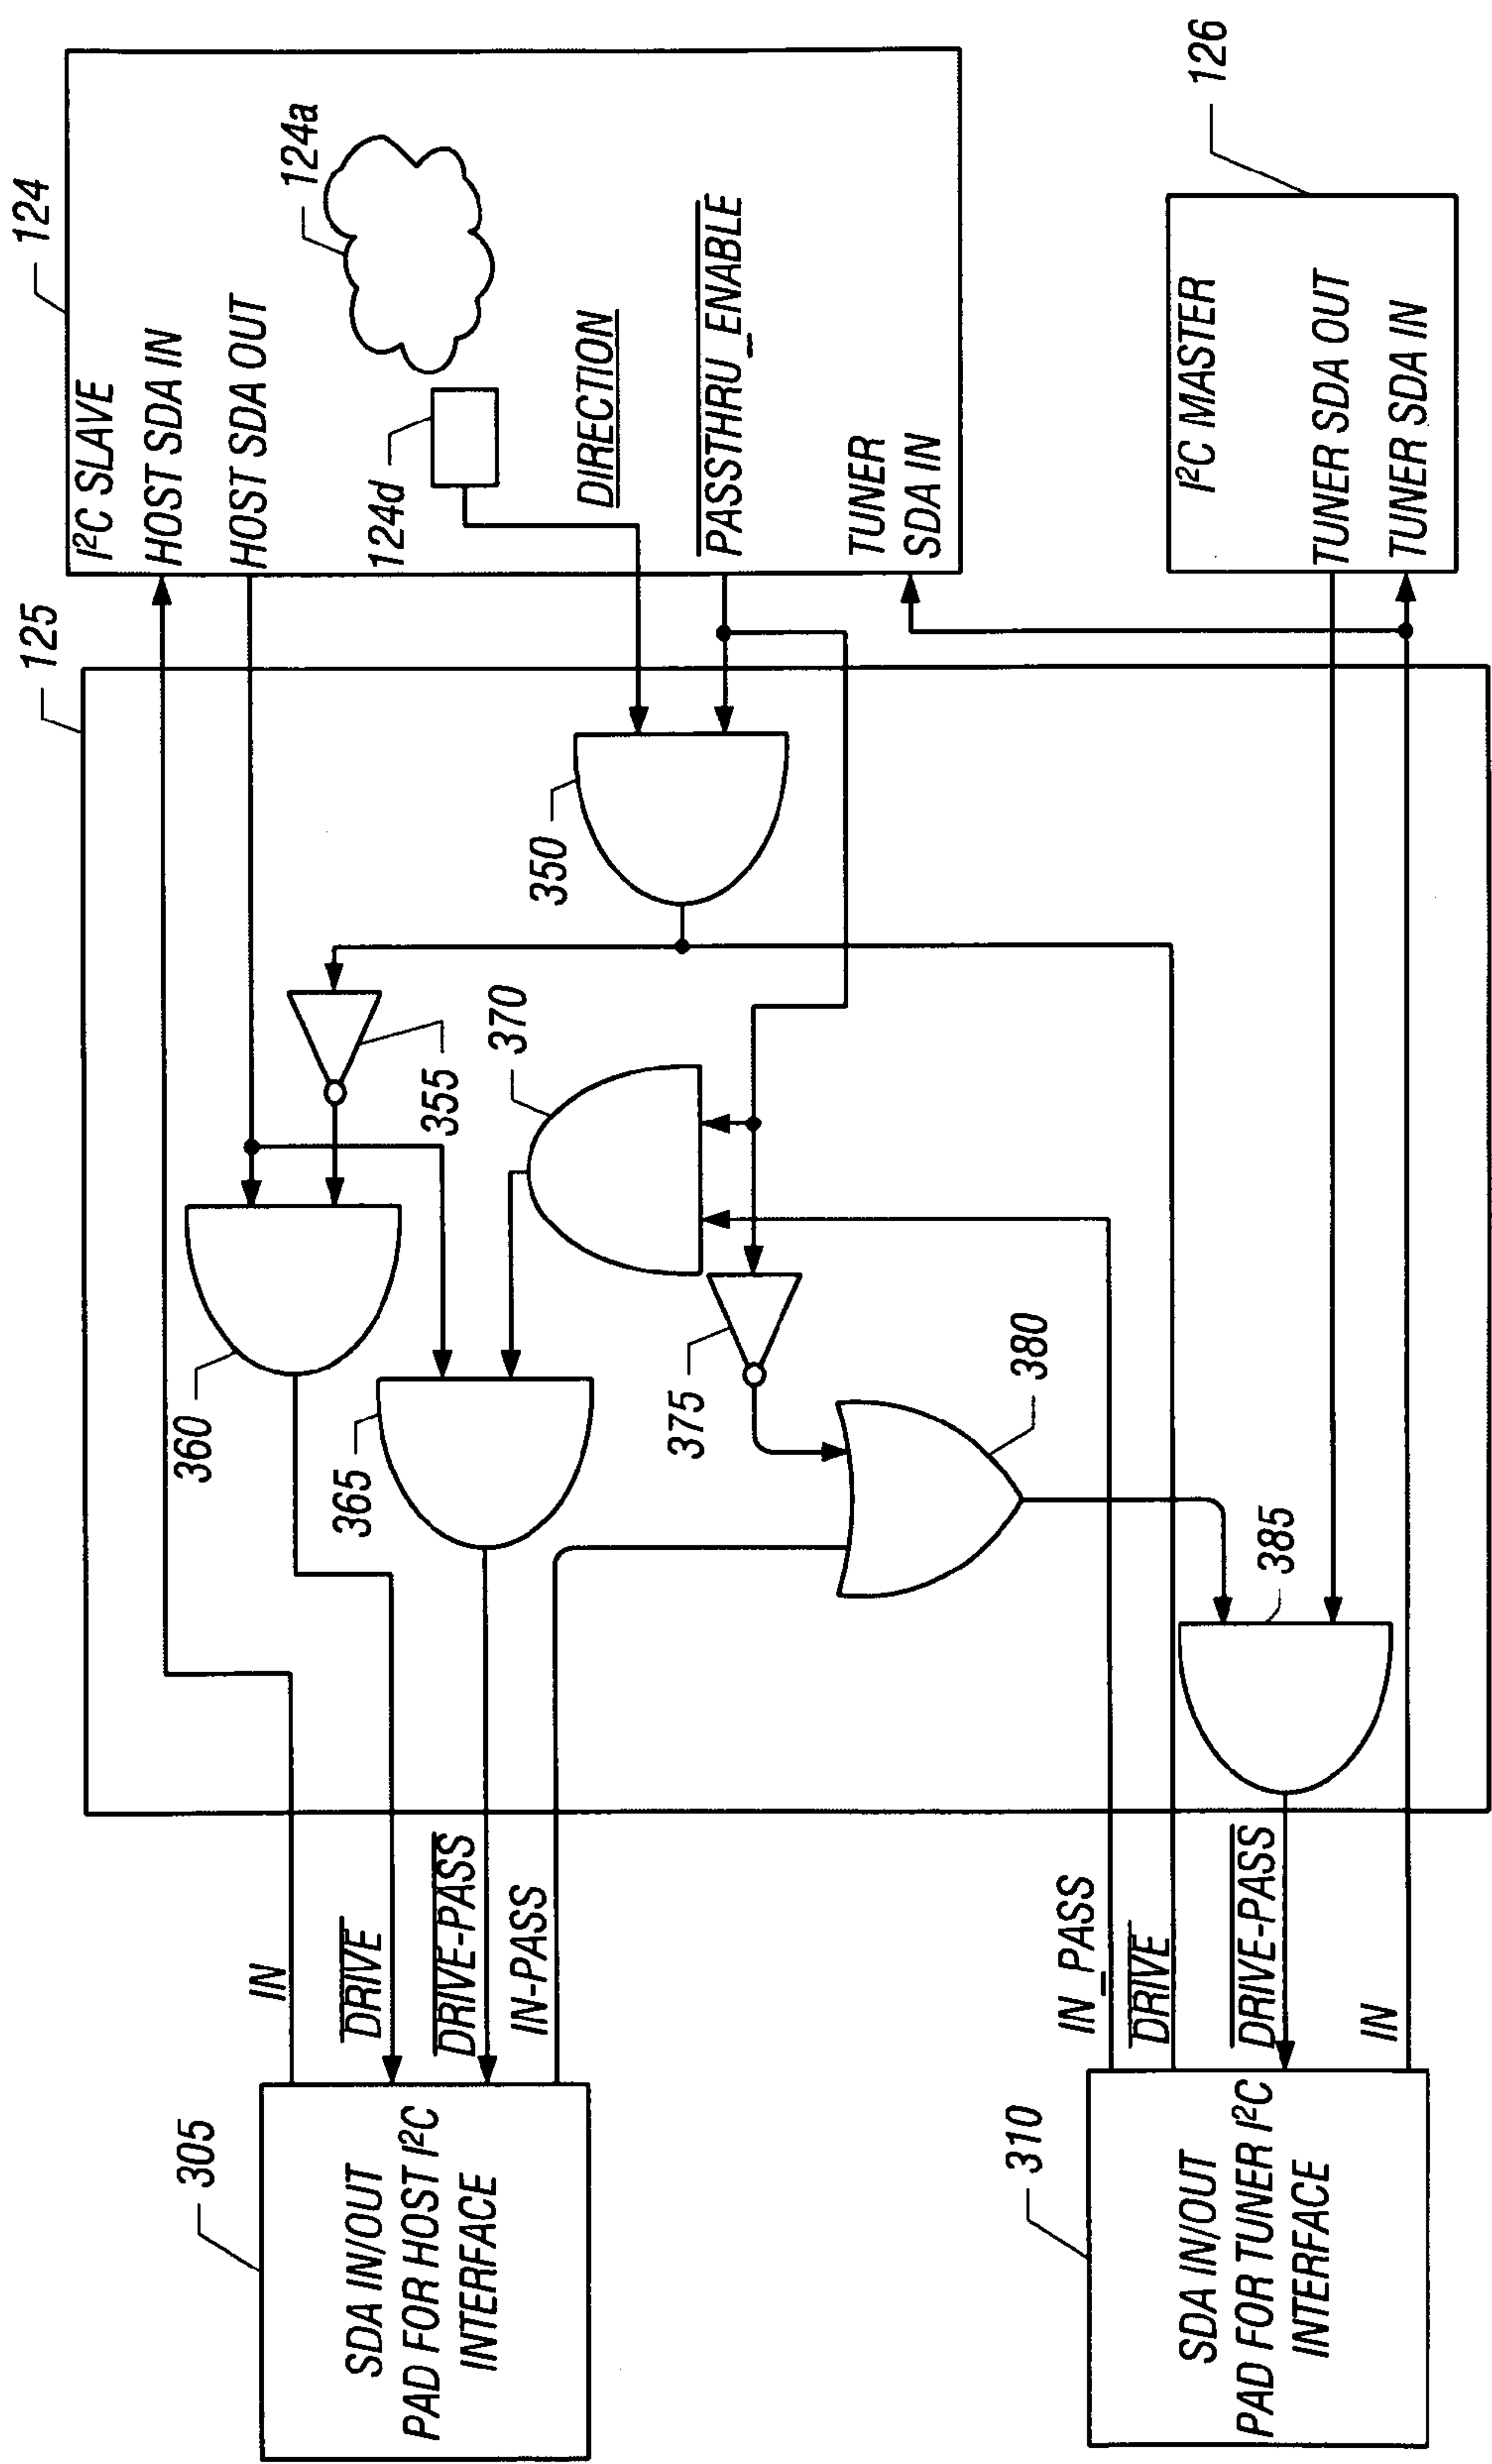 124
I²C SLAVE
HOST SDA IN
HOST SDA OUT
124a
124d
DIRECTION
PASSTHRU_ENABLE
TUNER
SDA IN
126
I²C MASTER
TUNER SDA OUT
TUNER SDA IN
125
350
355
370
360
365
375
380
385
IN
DRIVE
DRIVE-PASS
IN-PASS
IN_PASS
DRIVE
DRIVE-PASS
IN
305
SDA IN/OUT
PAD FOR HOST I²C
INTERFACE
310
SDA IN/OUT
PAD FOR TUNER I²C
INTERFACE